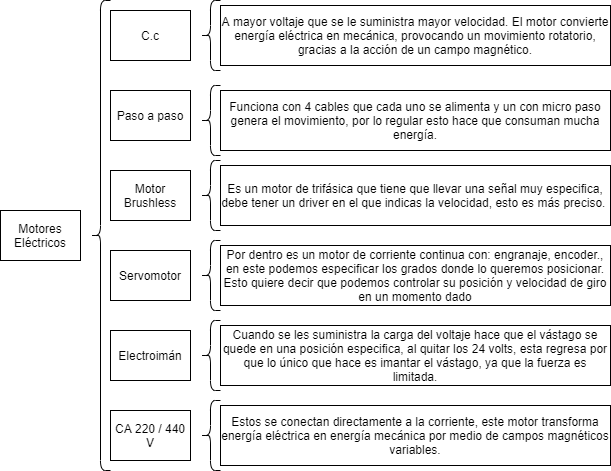 Motores
Eléctricos
C.c
A mayor voltaje que se le suministra mayor velocidad. El motor convierte
energía eléctrica en mecánica, provocando un movimiento rotatorio,
gracias a la acción de un campo magnético.
Paso a paso
Funciona con 4 cables que cada uno se alimenta y un con micro paso
genera el movimiento, por lo regular esto hace que consuman mucha
energía.
Motor
Brushless
Es un motor de trifásica que tiene que llevar una señal muy especifica,
debe tener un driver en el que indicas la velocidad, esto es más preciso.
Servomotor
Por dentro es un motor de corriente continua con: engranaje, encoder.,
en este podemos especificar los grados donde lo queremos posicionar.
Esto quiere decir que podemos controlar su posición y velocidad de giro
en un momento dado
Electroimán
Cuando se les suministra la carga del voltaje hace que el vástago se
quede en una posición especifica, al quitar los 24 volts, esta regresa por
que lo único que hace es imantar el vástago, ya que la fuerza es
limitada.
CA 220 / 440
V
Estos se conectan directamente a la corriente, este motor transforma
energía eléctrica en energía mecánica por medio de campos magnéticos
variables.